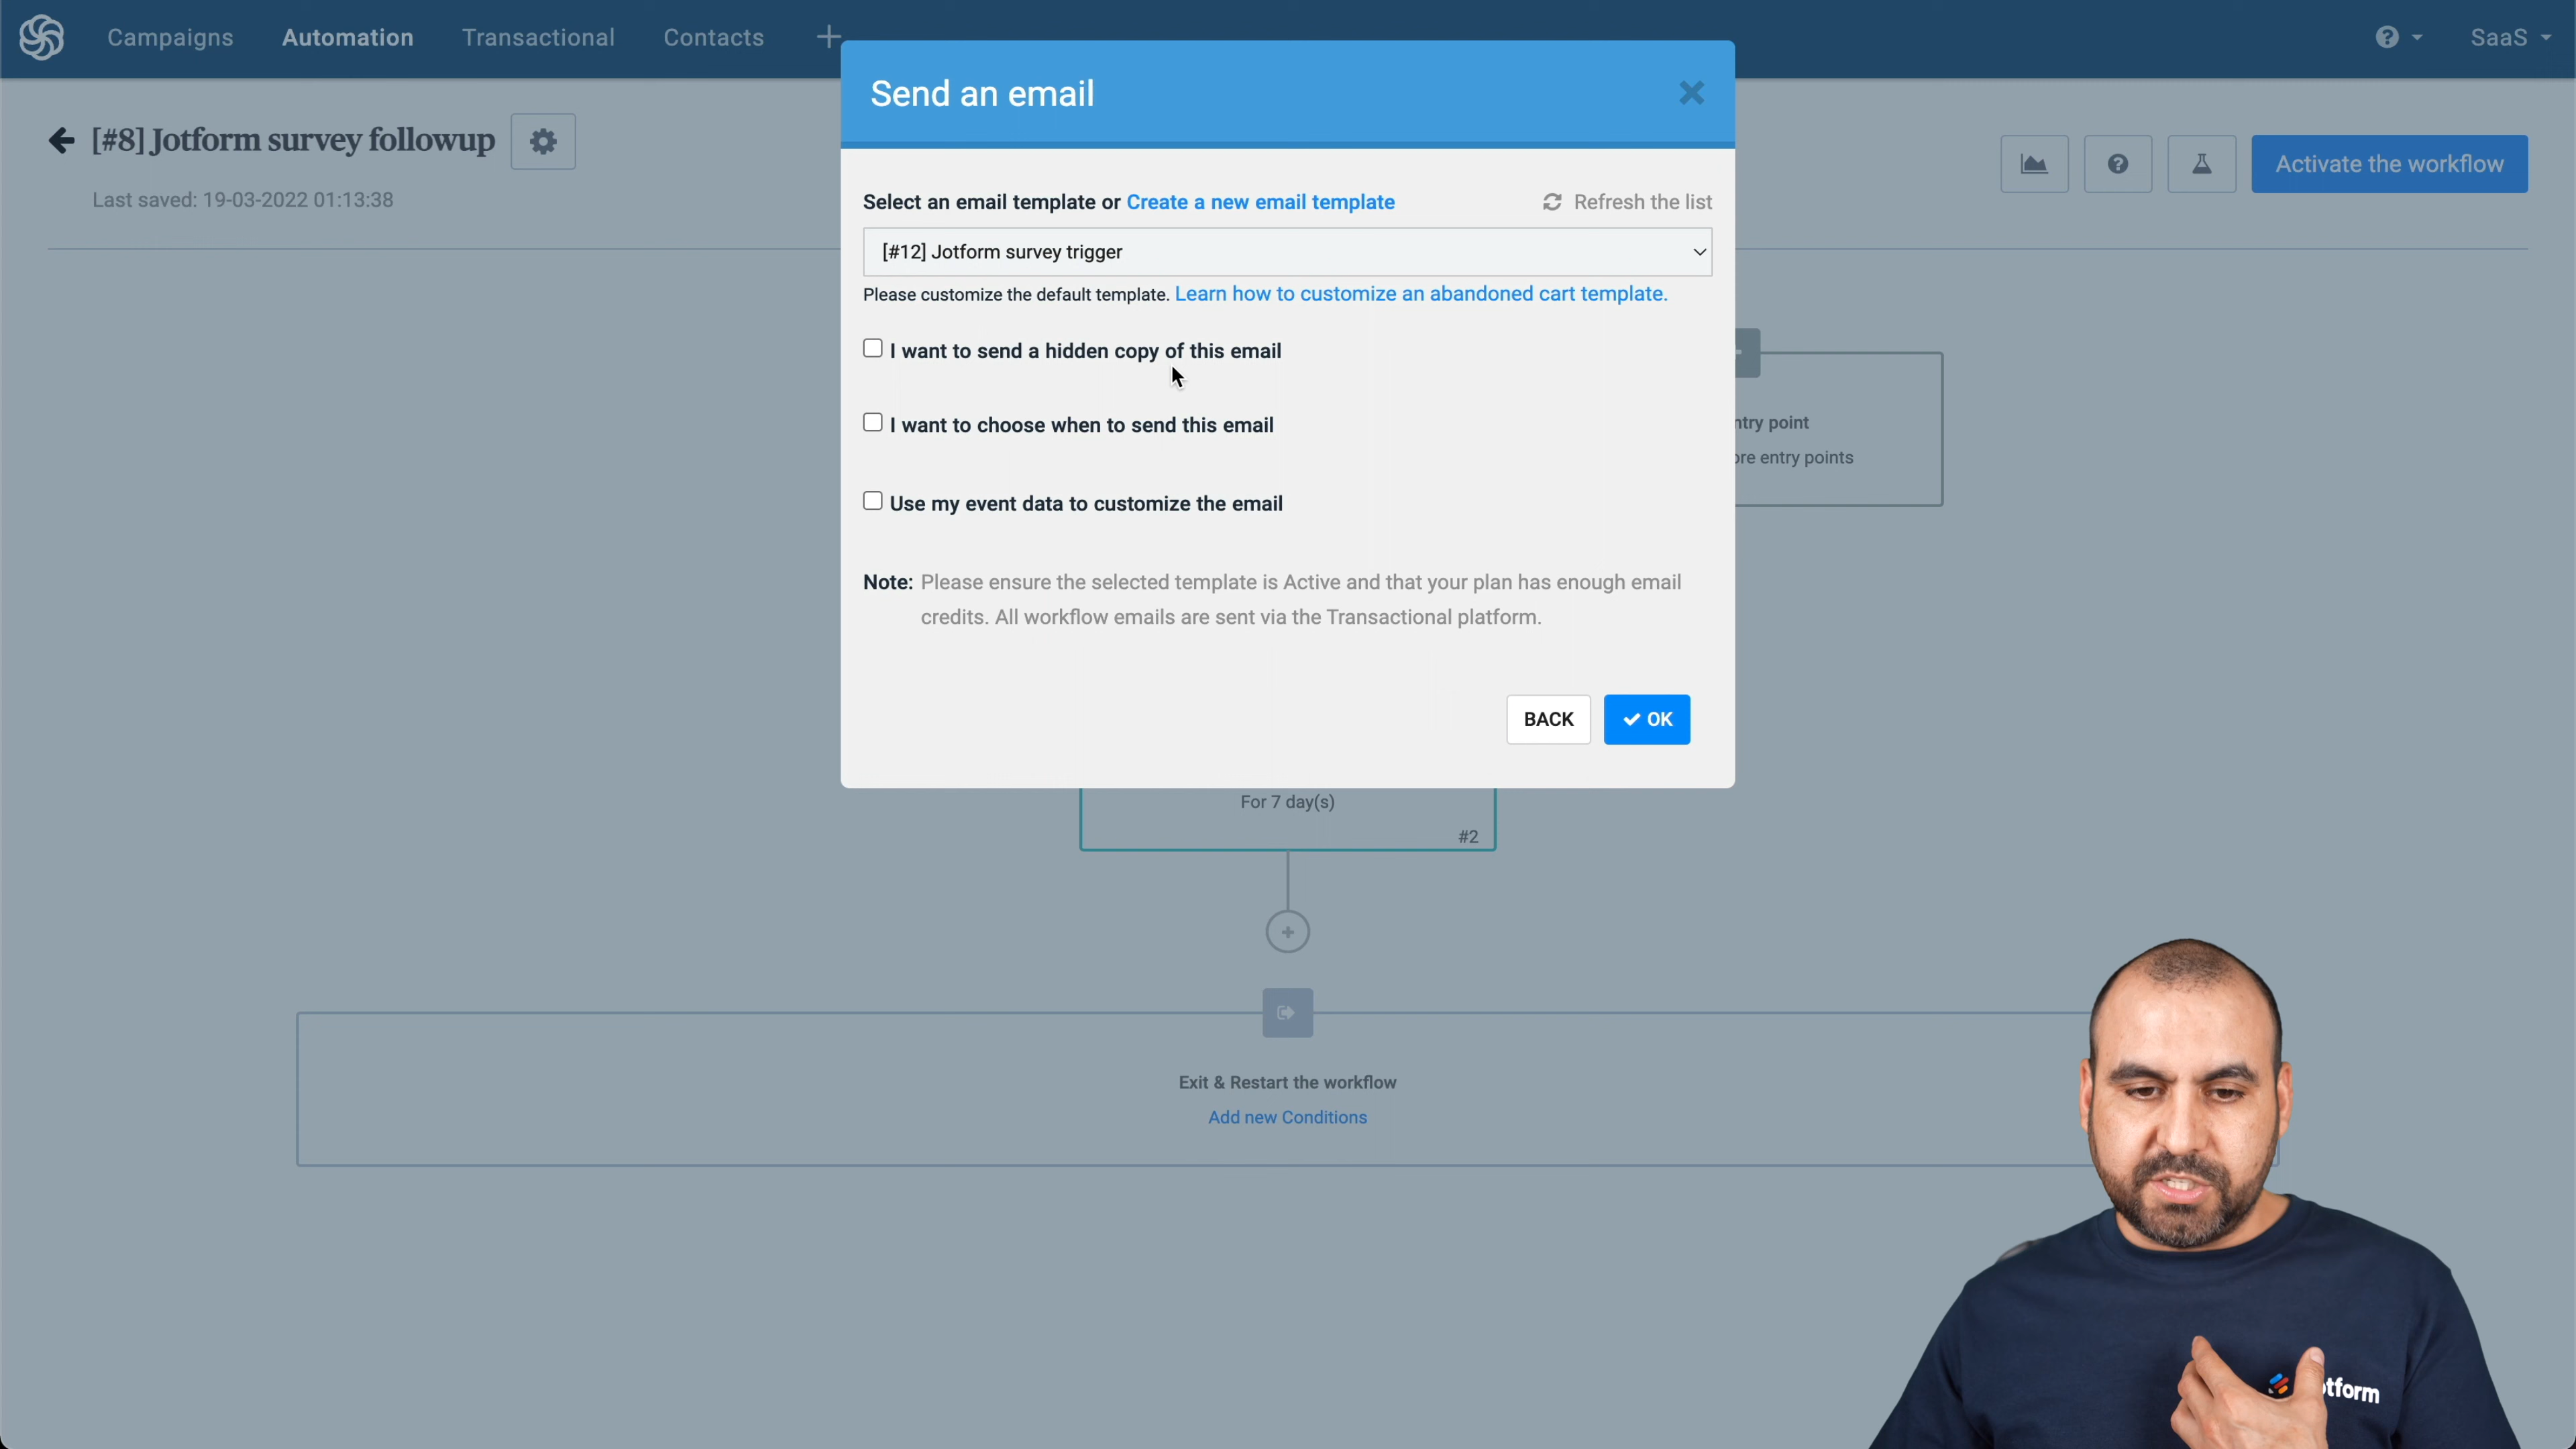 Campaigns Automation Transactional Contacts SaaS
Send an email
[#8] Jotform survey followup
Last saved: 19-03-2022 01:13:38
Activate the workflow
Select an email template or Create a new email template Refresh the list
[#12] Jotform survey trigger
Please customize the default template. Learn how to customize an abandoned cart template.
I want to send a hidden copy of this email
I want to choose when to send this email
entry points
Use my event data to customize the email
Note: Please ensure the selected template is Active and that your plan has enough email
credits. All workflow emails are sent via the Transactional platform.
BACK OK
For 7 day(s)
#2
Exit & Restart the workflow
Add new Conditions